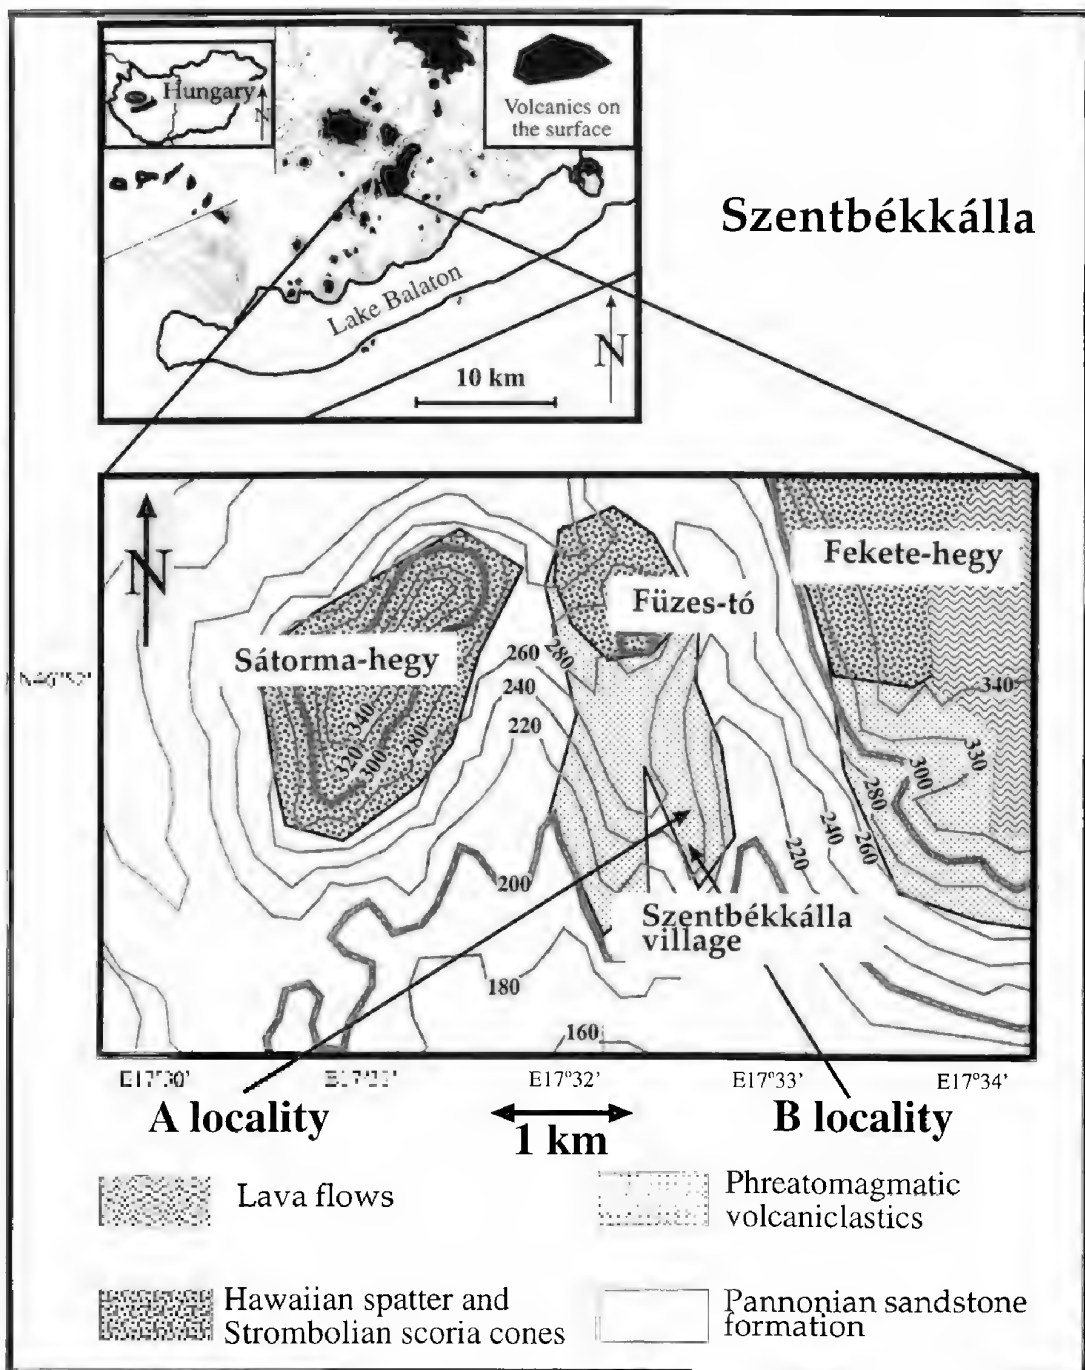 Hungary
N
Volcanics on
the surface
Szentbékkálla
Lake Balaton
N
10 km
N
Fekete-hegy
Füzes-tó
Sátorma-hegy
260
280
240
220
340
320
300
280
340
330
300
280
260
240
220
200
Szentbékkálla
village
180
160
E17°30'
E17°32'
E17°33'
E17°34'
A locality
1 km
B locality
Lava flows
Phreatomagmatic
volcaniclastics
Hawaiian spatter and
Strombolian scoria cones
Pannonian sandstone
formation